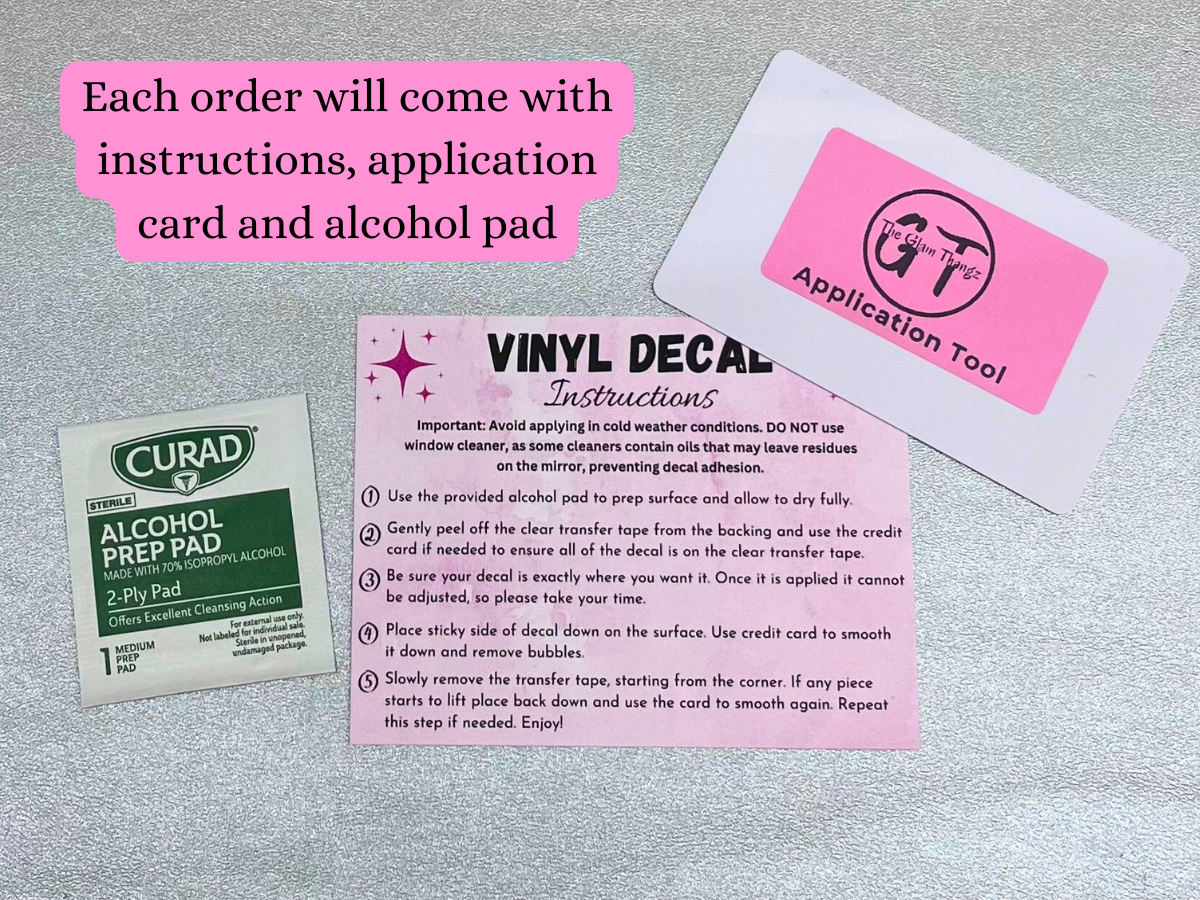 Each order will come with
instructions, application
card and alcohol pad
GT
The Glam Thangz
Application Tool
VINYL DECAL
Instructions
Important: Avoid applying in cold weather conditions. DO NOT use
window cleaner, as some cleaners contain oils that may leave residues
on the mirror, preventing decal adhesion.
1 Use the provided alcohol pad to prep surface and allow to dry fully.
2 Gently peel off the clear transfer tape from the backing and use the credit
card if needed to ensure all of the decal is on the clear transfer tape.
3 Be sure your decal is exactly where you want it. Once it is applied it cannot
be adjusted, so please take your time.
4 Place sticky side of decal down on the surface. Use credit card to smooth
it down and remove bubbles.
5 Slowly remove the transfer tape, starting from the corner. If any piece
starts to lift place back down and use the card to smooth again. Repeat
this step if needed. Enjoy!
CURAD®
STERILE
ALCOHOL
PREP PAD
MADE WITH 70% ISOPROPYL ALCOHOL
2-Ply Pad
Offers Excellent Cleansing Action
For external use only.
Not labeled for individual sale.
Sterile in unopened,
undamaged package.
1 MEDIUM
PREP
PAD